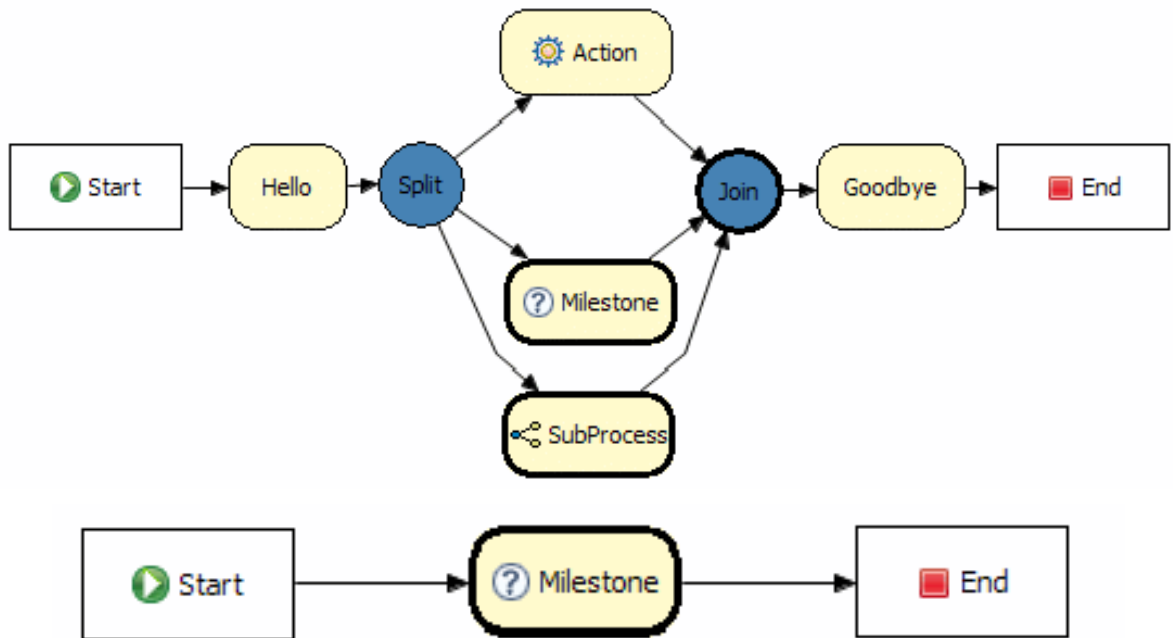 Action
Start
Hello
Split
Join
Goodbye
End
? Milestone
SubProcess
Start
? Milestone
End